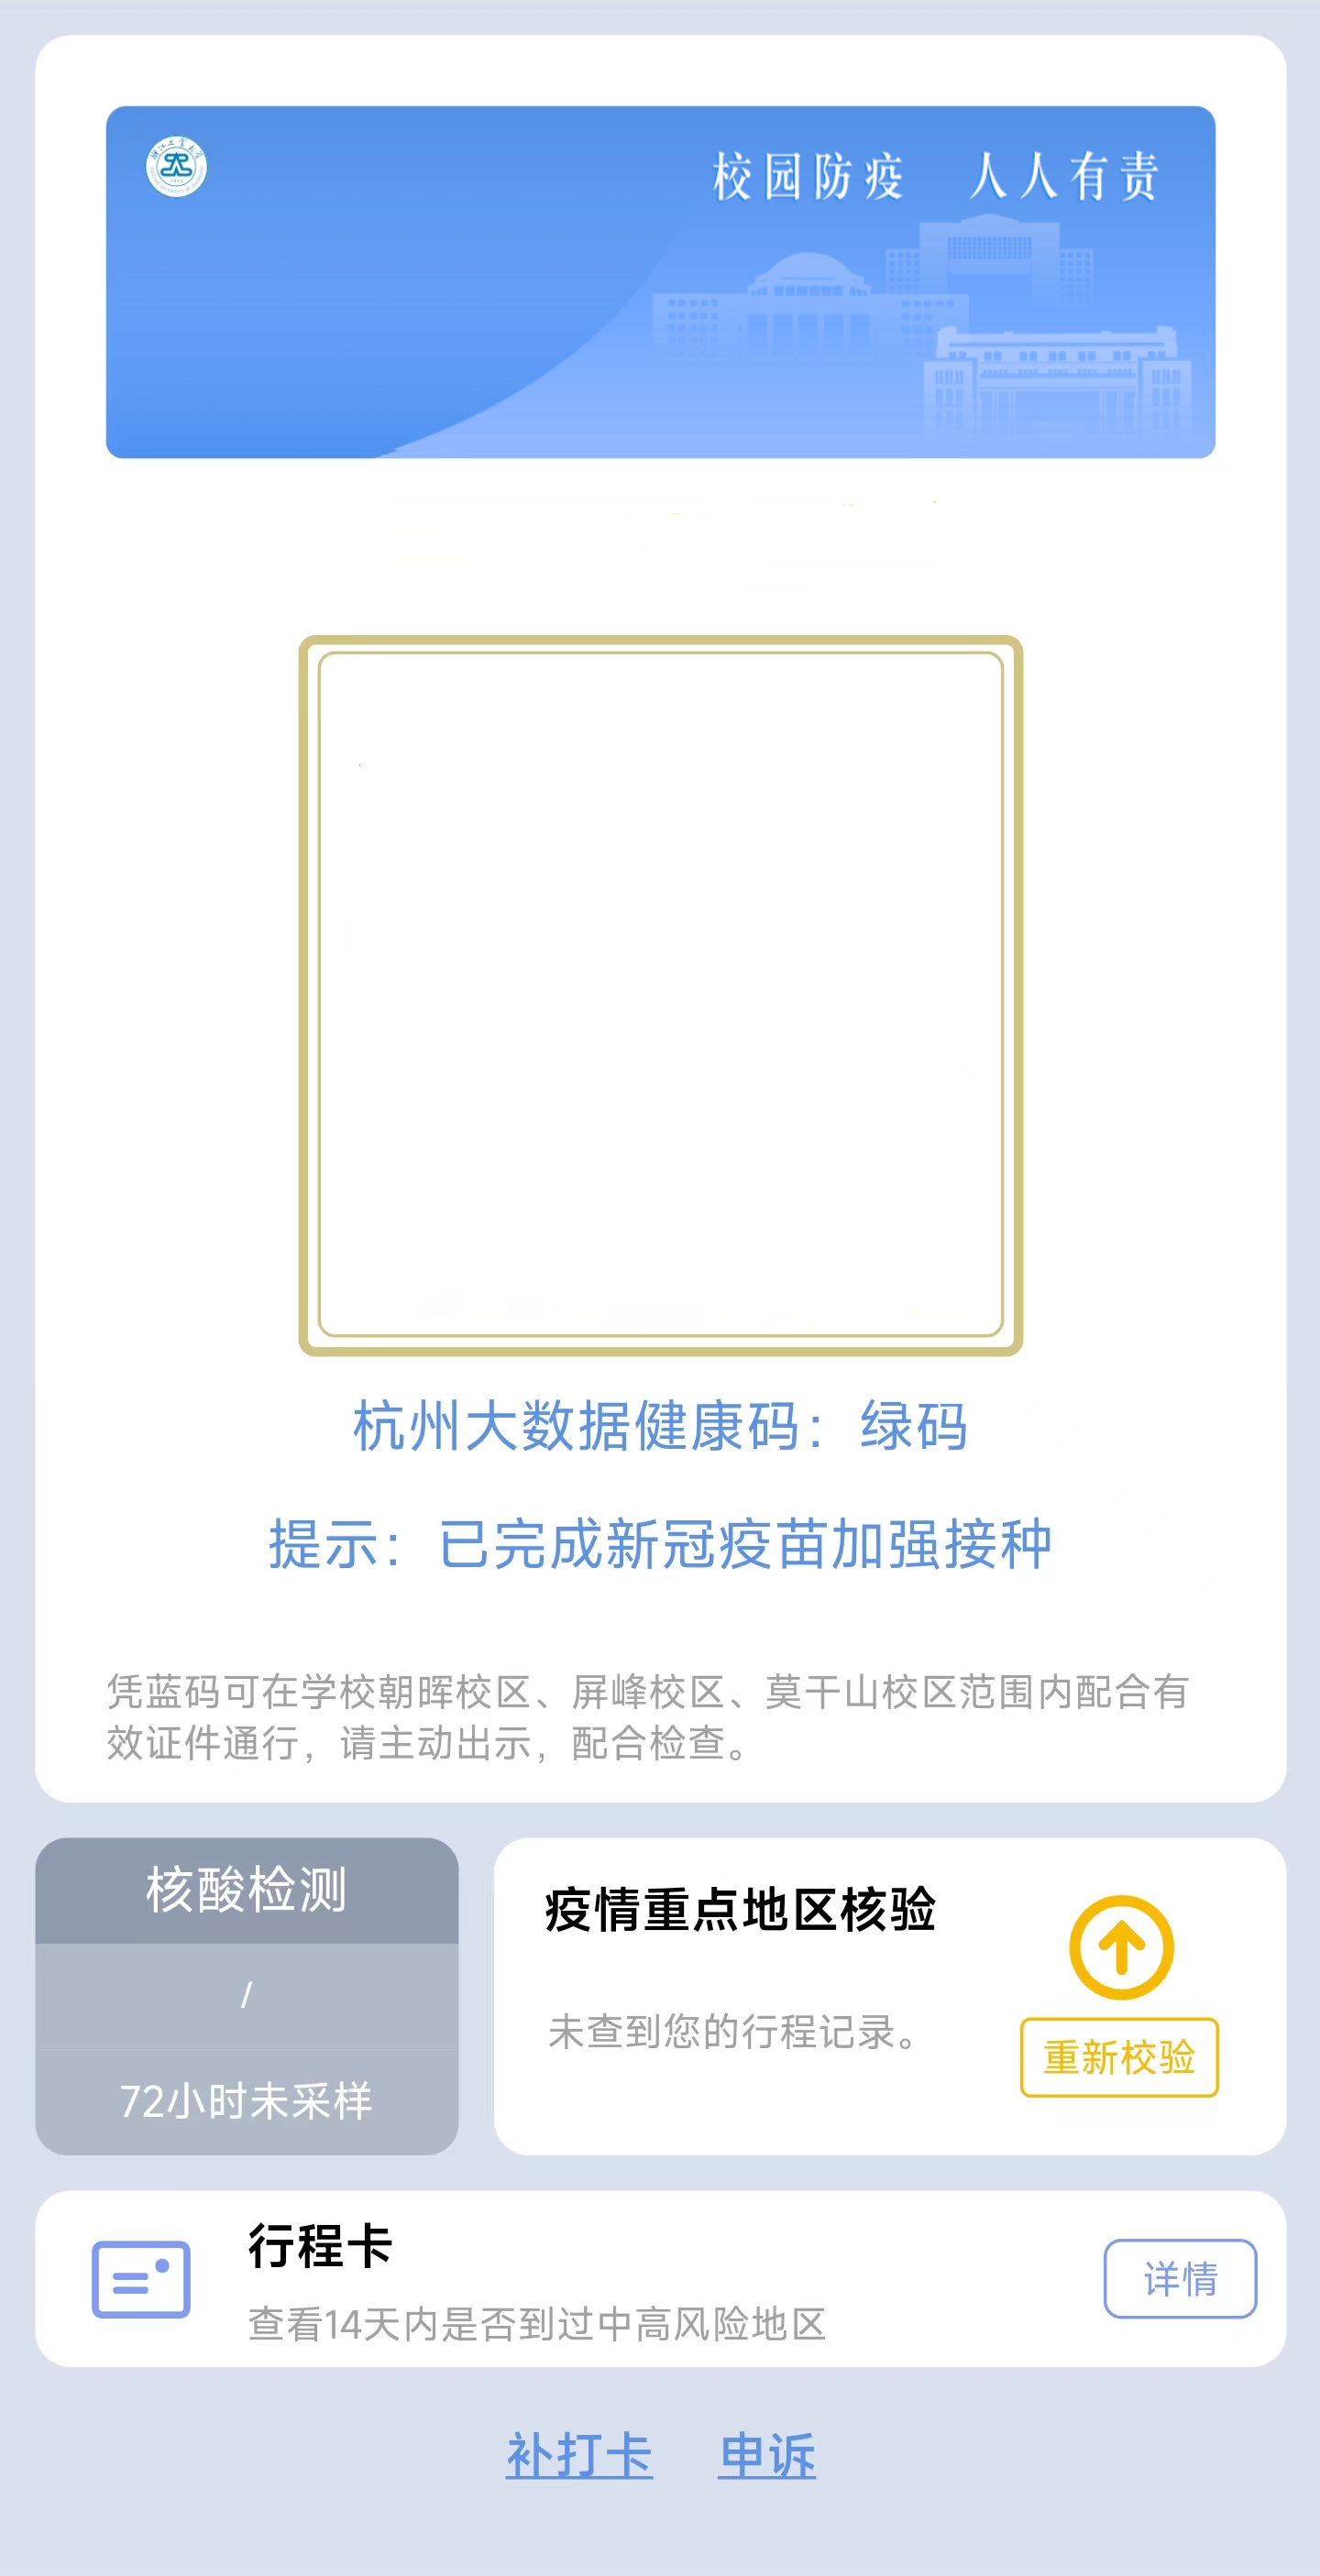 校园防疫 人人有责
杭州大数据健康码：绿码
提示：已完成新冠疫苗加强接种
凭蓝码可在学校朝晖校区、屏峰校区、莫干山校区范围内配合有
效证件通行，请主动出示，配合检查。
核酸检测
/
72小时未采样
疫情重点地区核验
未查到您的行程记录。
重新校验
行程卡
查看14天内是否到过中高风险地区
详情
补打卡 申诉